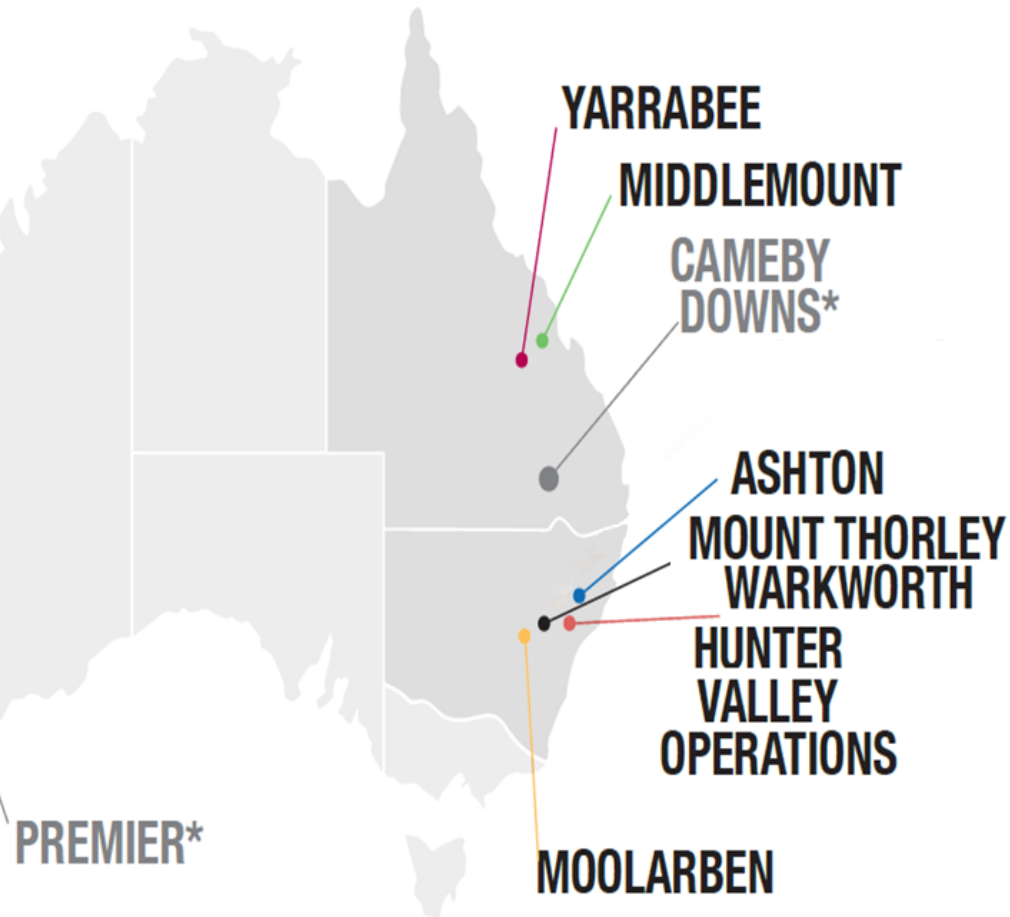 YARRABEE
MIDDLEMOUNT
CAMEBY
DOWNS*
ASHTON
MOUNT THORLEY
WARKWORTH
HUNTER
VALLEY
OPERATIONS
PREMIER*
MOOLARBEN